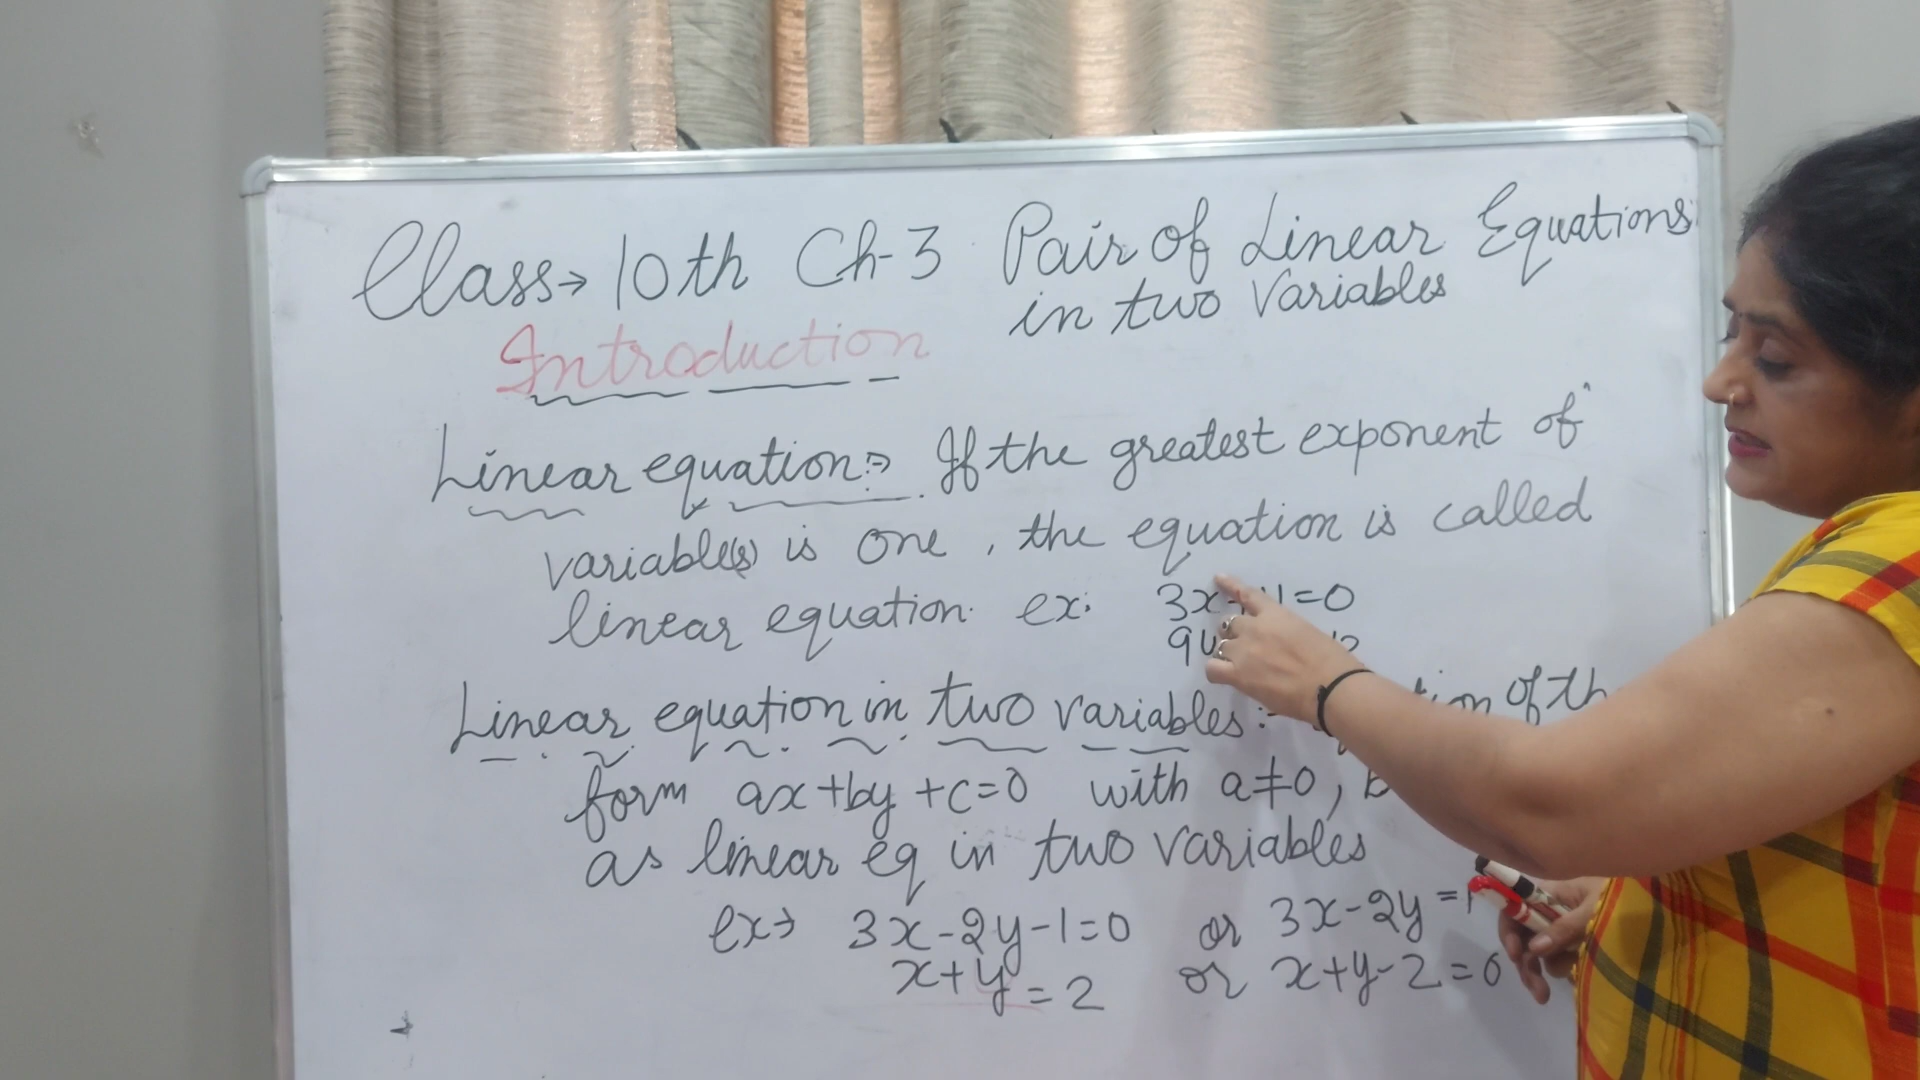 Class→ 10th Ch-3 Pair of Linear Equations
in two Variables
Introduction
Linear equation:→ If the greatest exponent of
variable(s) is one, the equation is called
linear equation. ex:
Linear equation in two variables:- of
form ax+by+c=0 with a≠0,
as linear eq in two variables
ex→ 3x-2y-1=0 or 3x-2y=1
x+y=2 or x+y-2=0